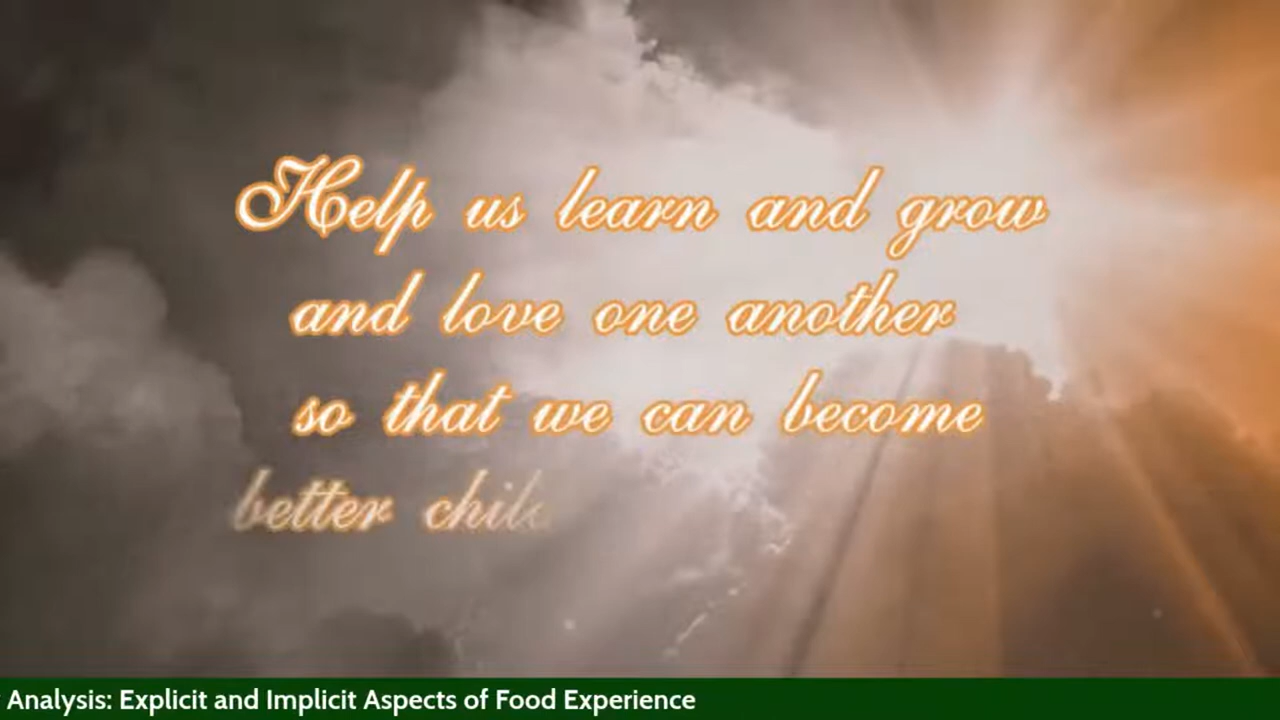 Help us learn and grow
and love one another
so that we can become
better
Analysis: Explicit and Implicit Aspects of Food Experience